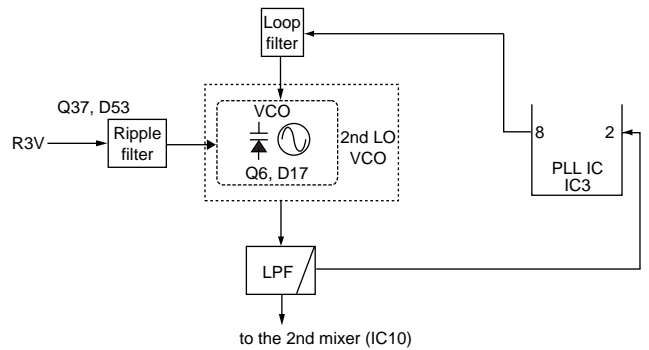 Loop
filter
Q37, D53
R3V
Ripple
filter
VCO
Q6, D17
2nd LO
VCO
8
2
PLL IC
IC3
LPF
to the 2nd mixer (IC10)